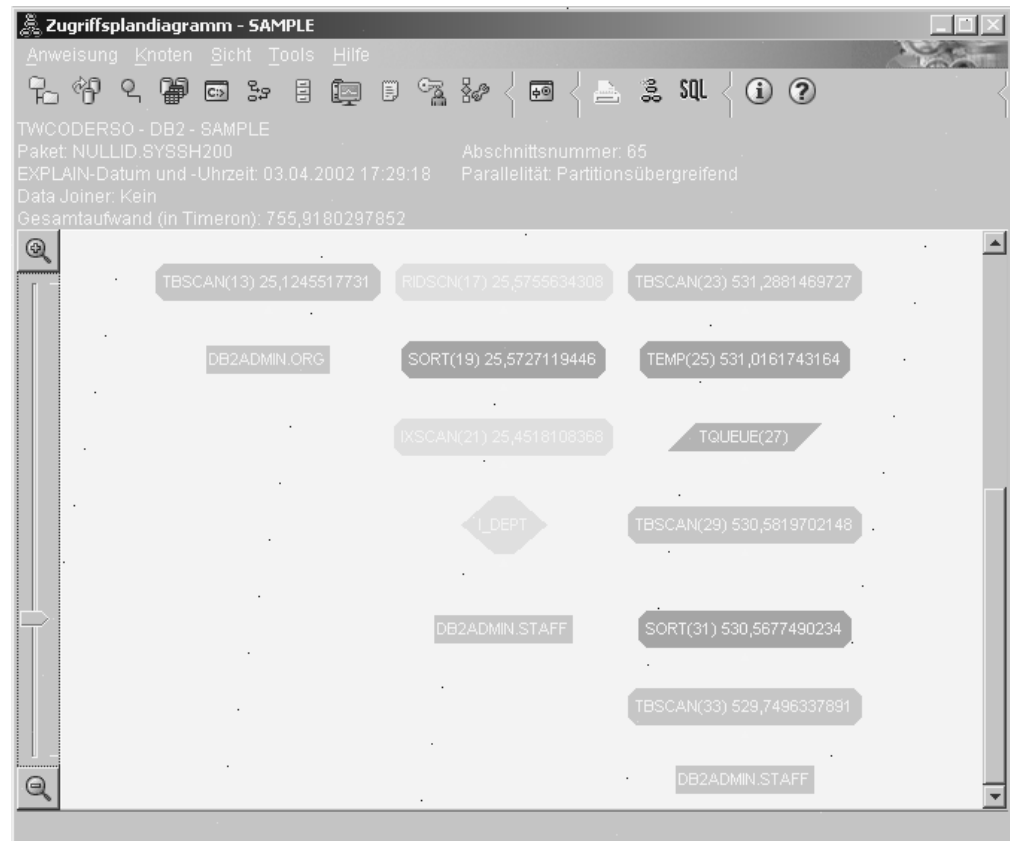 Zugriffsplandiagramm - SAMPLE
Anweisung Knoten Sicht Tools Hilfe
C:> SQL i ?
TWCODERSO - DB2 - SAMPLE
Paket: NULLID.SYSSH200 Abschnittsnummer: 65
EXPLAIN-Datum und -Uhrzeit: 03.04.2002 17:29:18 Parallelität: Partitionsübergreifend
Data Joiner: Kein
Gesamtaufwand (in Timeron): 755,9180297852
TBSCAN(13) 25,1245517731 RIDSCN(17) 25,5755634308 TBSCAN(23) 531,2881469727
DB2ADMIN.ORG SORT(19) 25,5727119446 TEMP(25) 531,0161743164
IXSCAN(21) 25,4518108368 TQUEUE(27)
I_DEPT TBSCAN(29) 530,5819702148
DB2ADMIN.STAFF SORT(31) 530,5677490234
TBSCAN(33) 529,7496337891
DB2ADMIN.STAFF